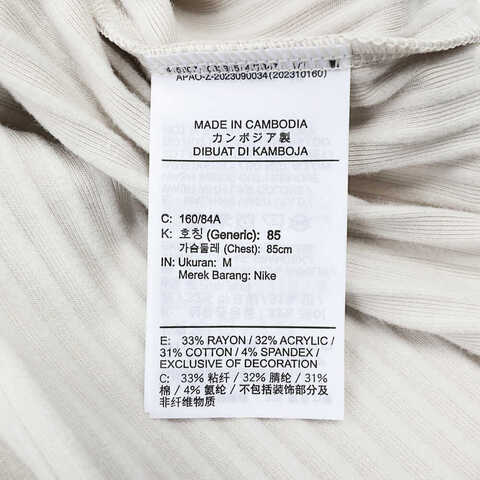 APAO-Z-2023090034(202310160)
MADE IN CAMBODIA
カンボジア製
DIBUAT DI KAMBOJA
C: 160/84A
K: 호칭 (Generic): 85
가슴둘레 (Chest): 85cm
IN: Ukuran: M
Merek Barang: Nike
E: 33% RAYON / 32% ACRYLIC /
31% COTTON / 4% SPANDEX /
EXCLUSIVE OF DECORATION
C: 33% 粘纤 / 32% 腈纶 / 31%
棉 / 4% 氨纶 / 不包括装饰部分及
非纤维物质